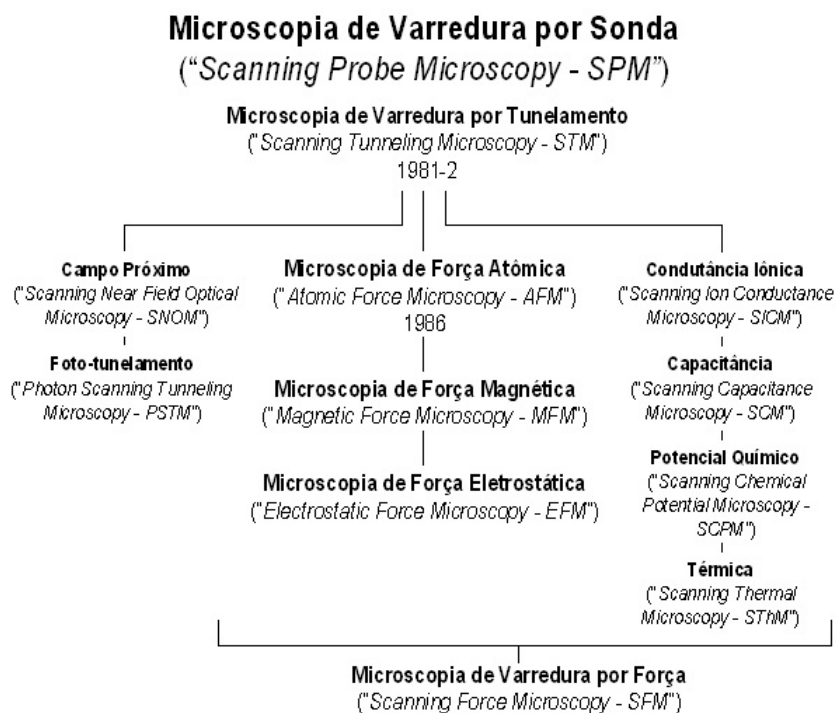 Microscopia de Varredura por Sonda
("Scanning Probe Microscopy - SPM")
Microscopia de Varredura por Tunelamento
("Scanning Tunneling Microscopy - STM")
1981-2
Campo Próximo
("Scanning Near Field Optical
Microscopy - SNOM")
Foto-tunelamento
("Photon Scanning Tunneling
Microscopy - PSTM")
Microscopia de Força Atômica
("Atomic Force Microscopy - AFM")
1986
Microscopia de Força Magnética
("Magnetic Force Microscopy - MFM")
Microscopia de Força Eletrostática
("Electrostatic Force Microscopy - EFM")
Condutância Iônica
("Scanning Ion Conductance
Microscopy - SICM")
Capacitância
("Scanning Capacitance
Microscopy - SCM")
Potencial Químico
("Scanning Chemical
Potential Microscopy -
SCPM")
Térmica
("Scanning Thermal
Microscopy - SThM")
Microscopia de Varredura por Força
("Scanning Force Microscopy - SFM")